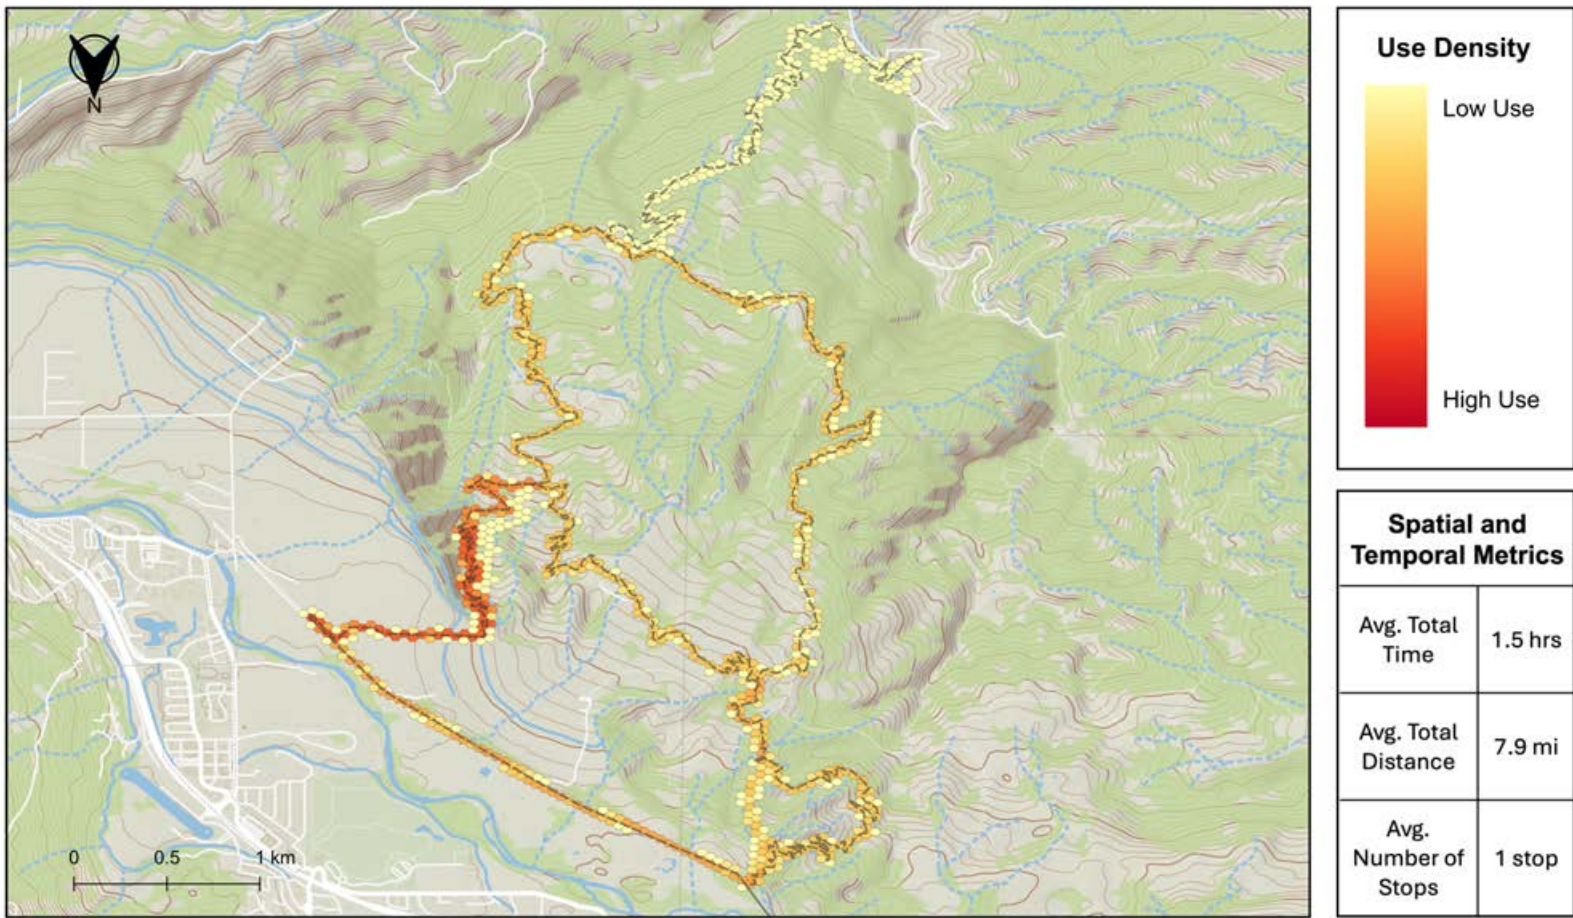 N
0 0.5 1 km
Use Density
Low Use
High Use
Spatial and
Temporal Metrics
Avg. Total
Time
1.5 hrs
Avg. Total
Distance
7.9 mi
Avg.
Number of
Stops
1 stop